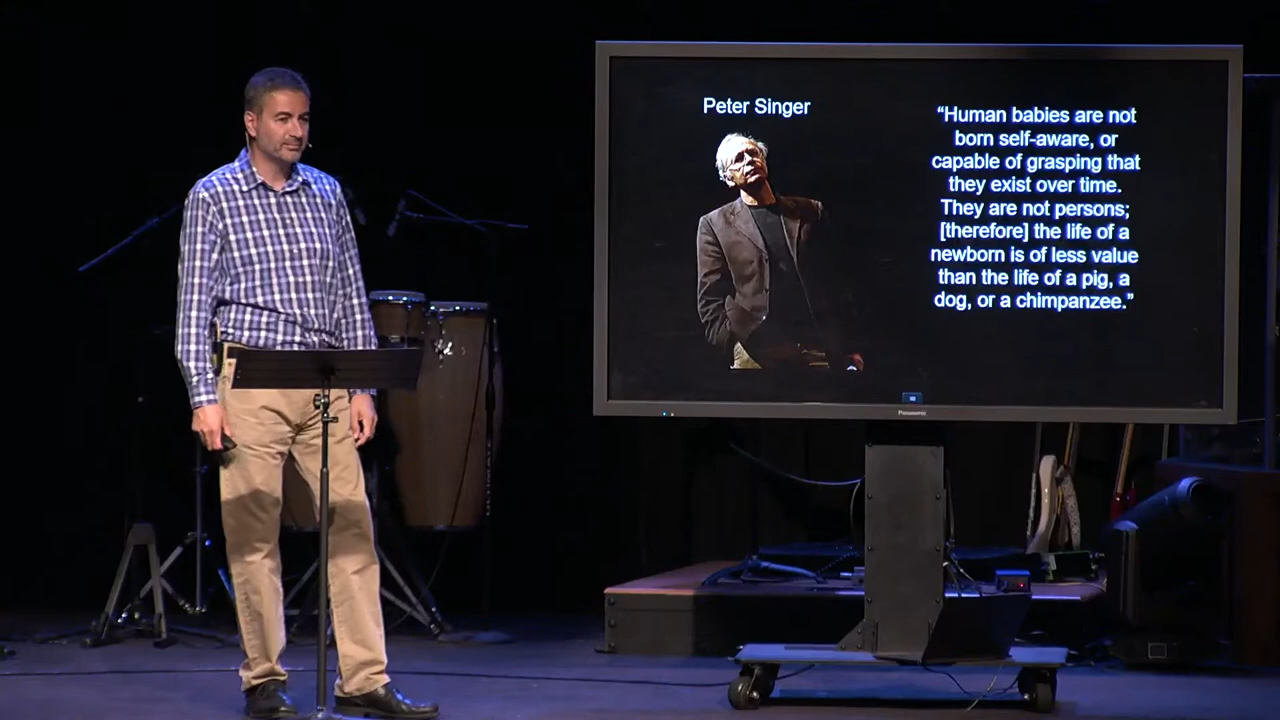 Peter Singer
“Human babies are not
born self-aware, or
capable of grasping that
they exist over time.
They are not persons;
[therefore] the life of a
newborn is of less value
than the life of a pig, a
dog, or a chimpanzee.”
Panasonic
ULTIMATE